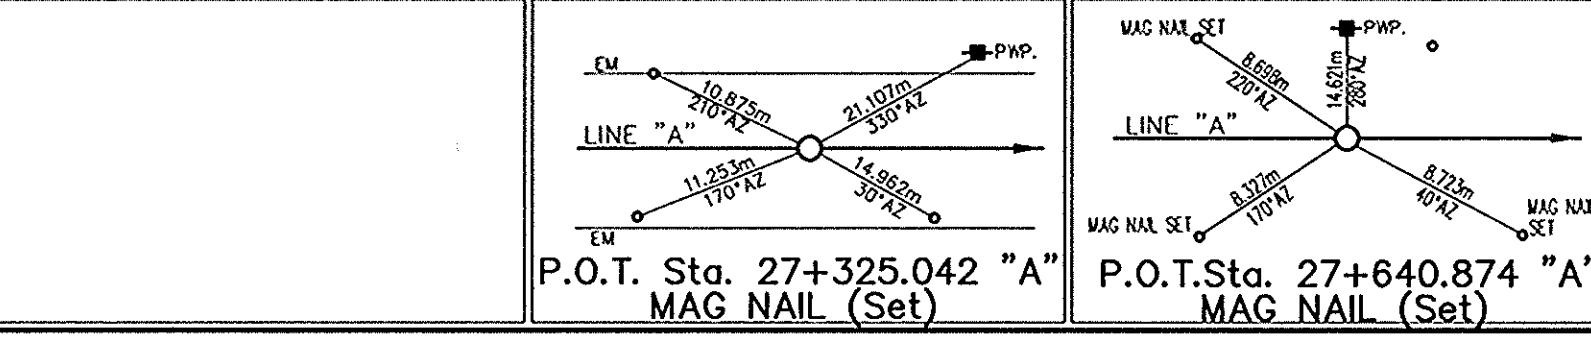 EM
PWP.
10.875m
210°AZ
21.107m
330°AZ
LINE "A"
11.253m
170°AZ
14.962m
30°AZ
EM
P.O.T. Sta. 27+325.042 "A"
MAG NAIL (Set)
MAG NAIL SET
PWP.
8.698m
220°AZ
14.621m
280°AZ
LINE "A"
8.327m
170°AZ
8.723m
40°AZ
MAG NAIL SET
MAG NAI
SET
P.O.T.Sta. 27+640.874 "A"
MAG NAIL (Set)